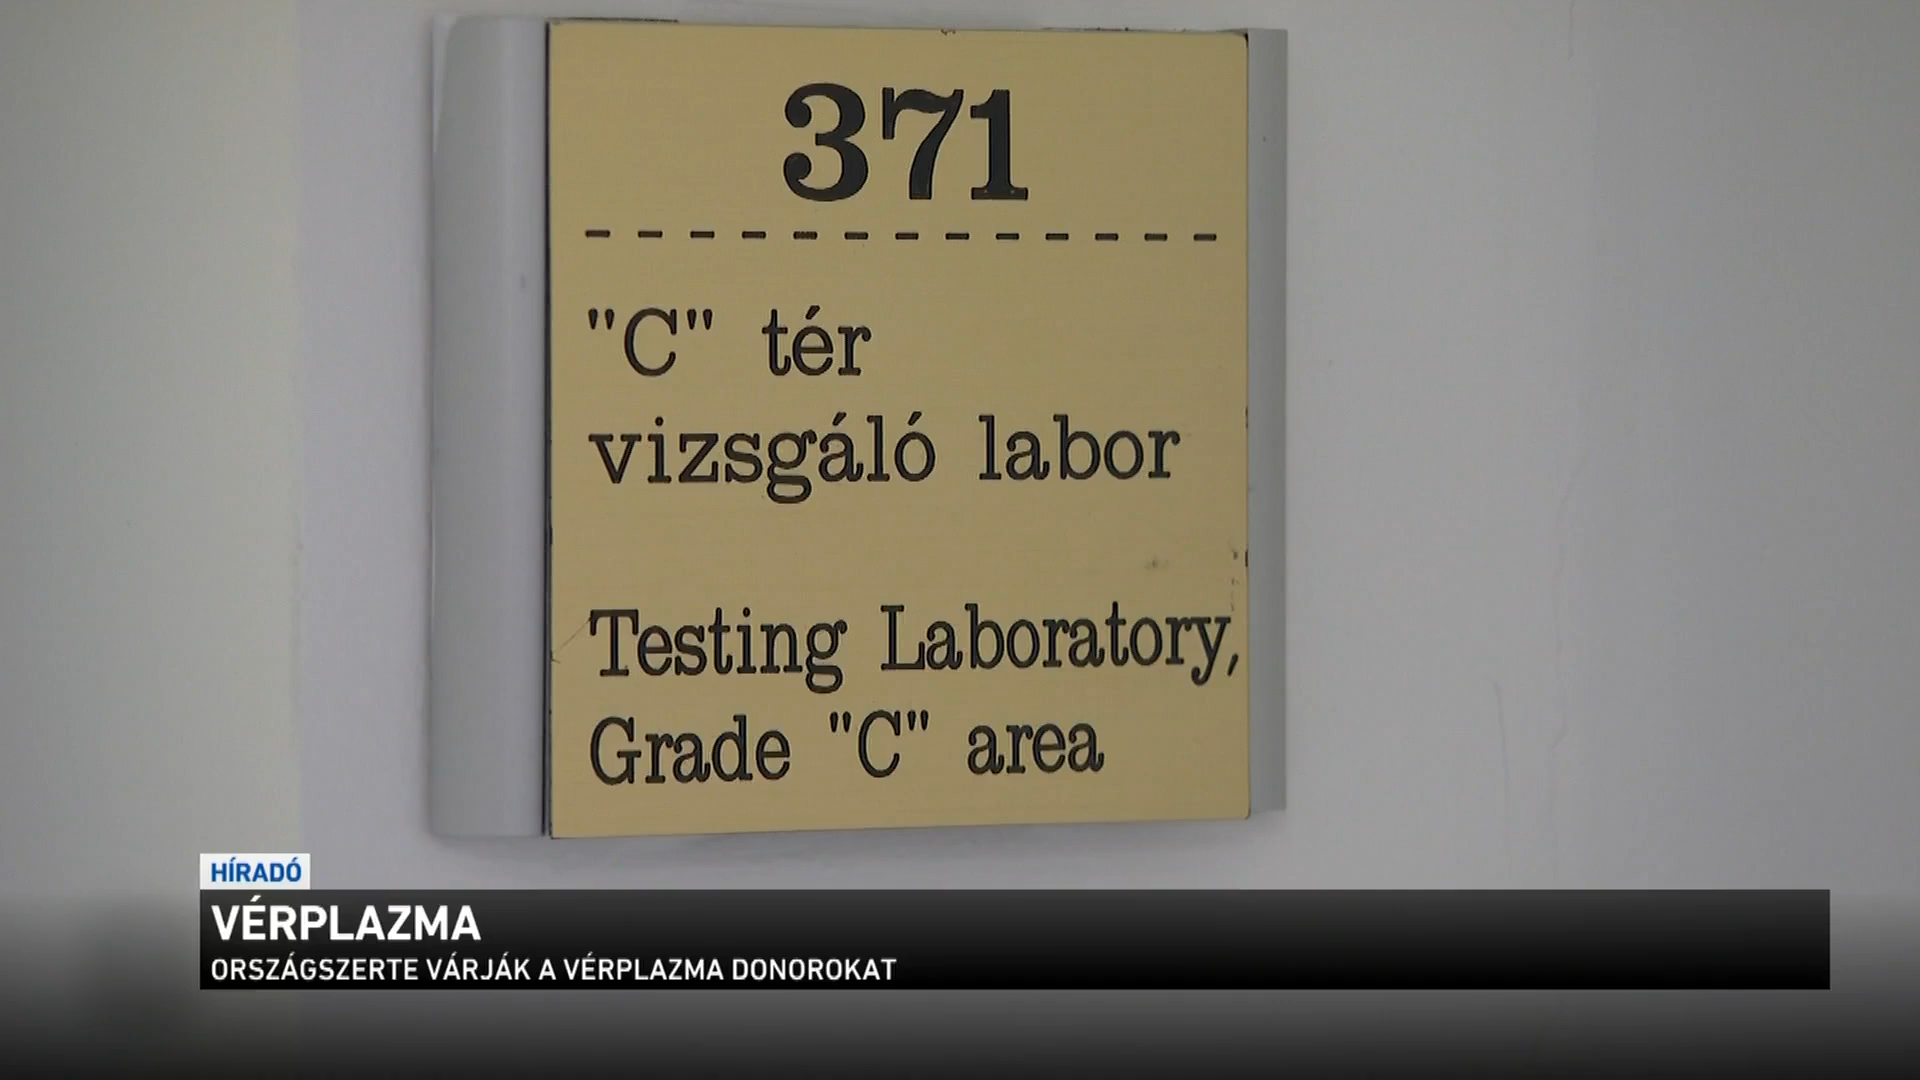 371
"C" tér
vizsgáló labor
Testing Laboratory,
Grade "C" area
HÍRADÓ
VÉRPLAZMA
ORSZÁGSZERTE VÁRJÁK A VÉRPLAZMA DONOROKAT